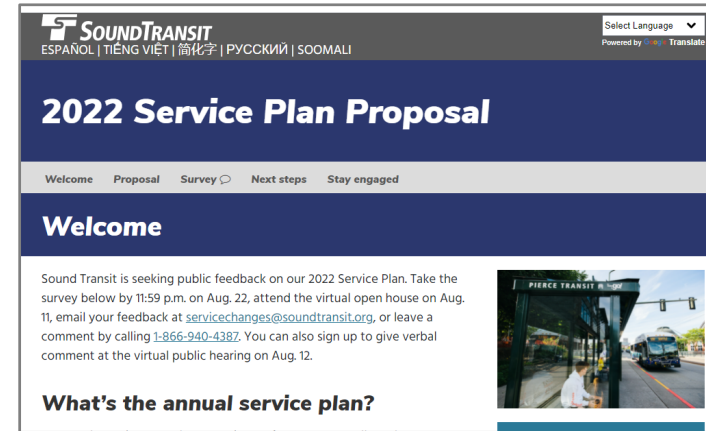 SOUNDTRANSIT
Select Language
Powered by Google Translate
ESPAÑOL | TIẾNG VIỆT | 简化字 | РУССКИЙ | SOOMALI
2022 Service Plan Proposal
Welcome Proposal Survey Next steps Stay engaged
Welcome
Sound Transit is seeking public feedback on our 2022 Service Plan. Take the
survey below by 11:59 p.m. on Aug. 22, attend the virtual open house on Aug.
11, email your feedback at servicechanges@soundtransit.org, or leave a
comment by calling 1-866-940-4387. You can also sign up to give verbal
comment at the virtual public hearing on Aug. 12.
PIERCE TRANSIT
What's the annual service plan?